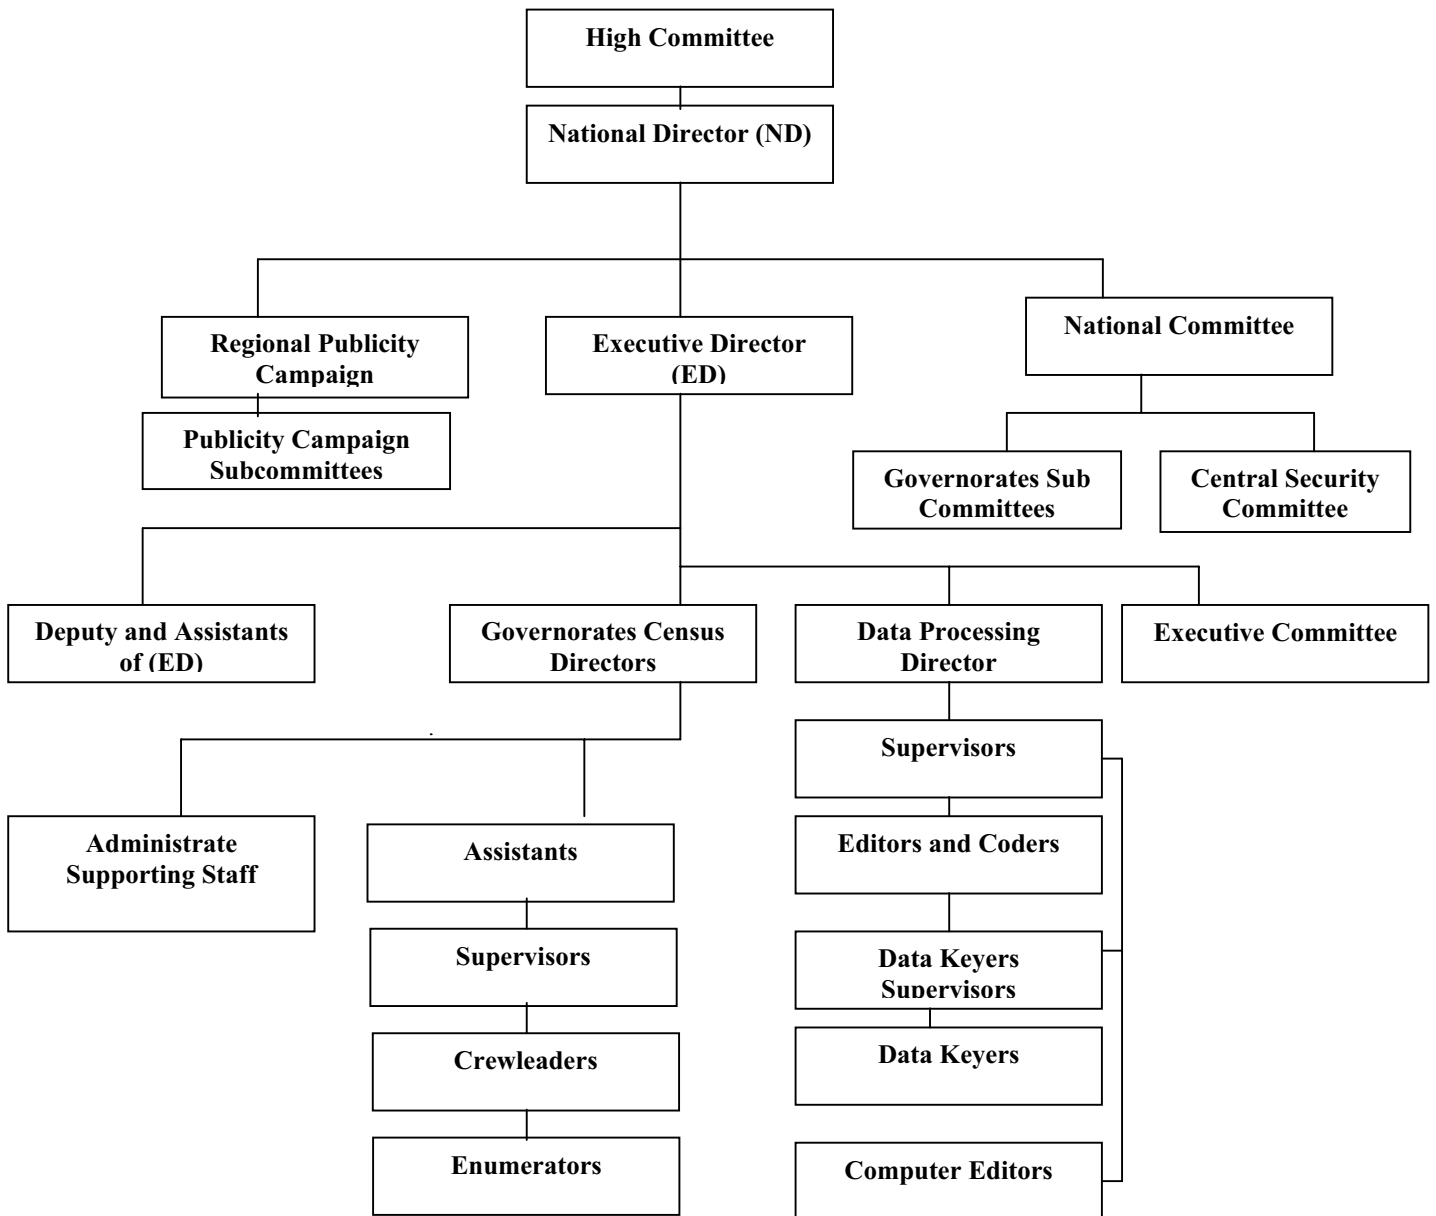 High Committee
National Director (ND)
Regional Publicity
Campaign
Executive Director
(ED)
National Committee
Publicity Campaign
Subcommittees
Governorates Sub
Committees
Central Security
Committee
Deputy and Assistants
of (ED)
Governorates Census
Directors
Data Processing
Director
Executive Committee
Supervisors
Administrate
Supporting Staff
Assistants
Editors and Coders
Supervisors
Data Keyers
Supervisors
Crewleaders
Data Keyers
Enumerators
Computer Editors